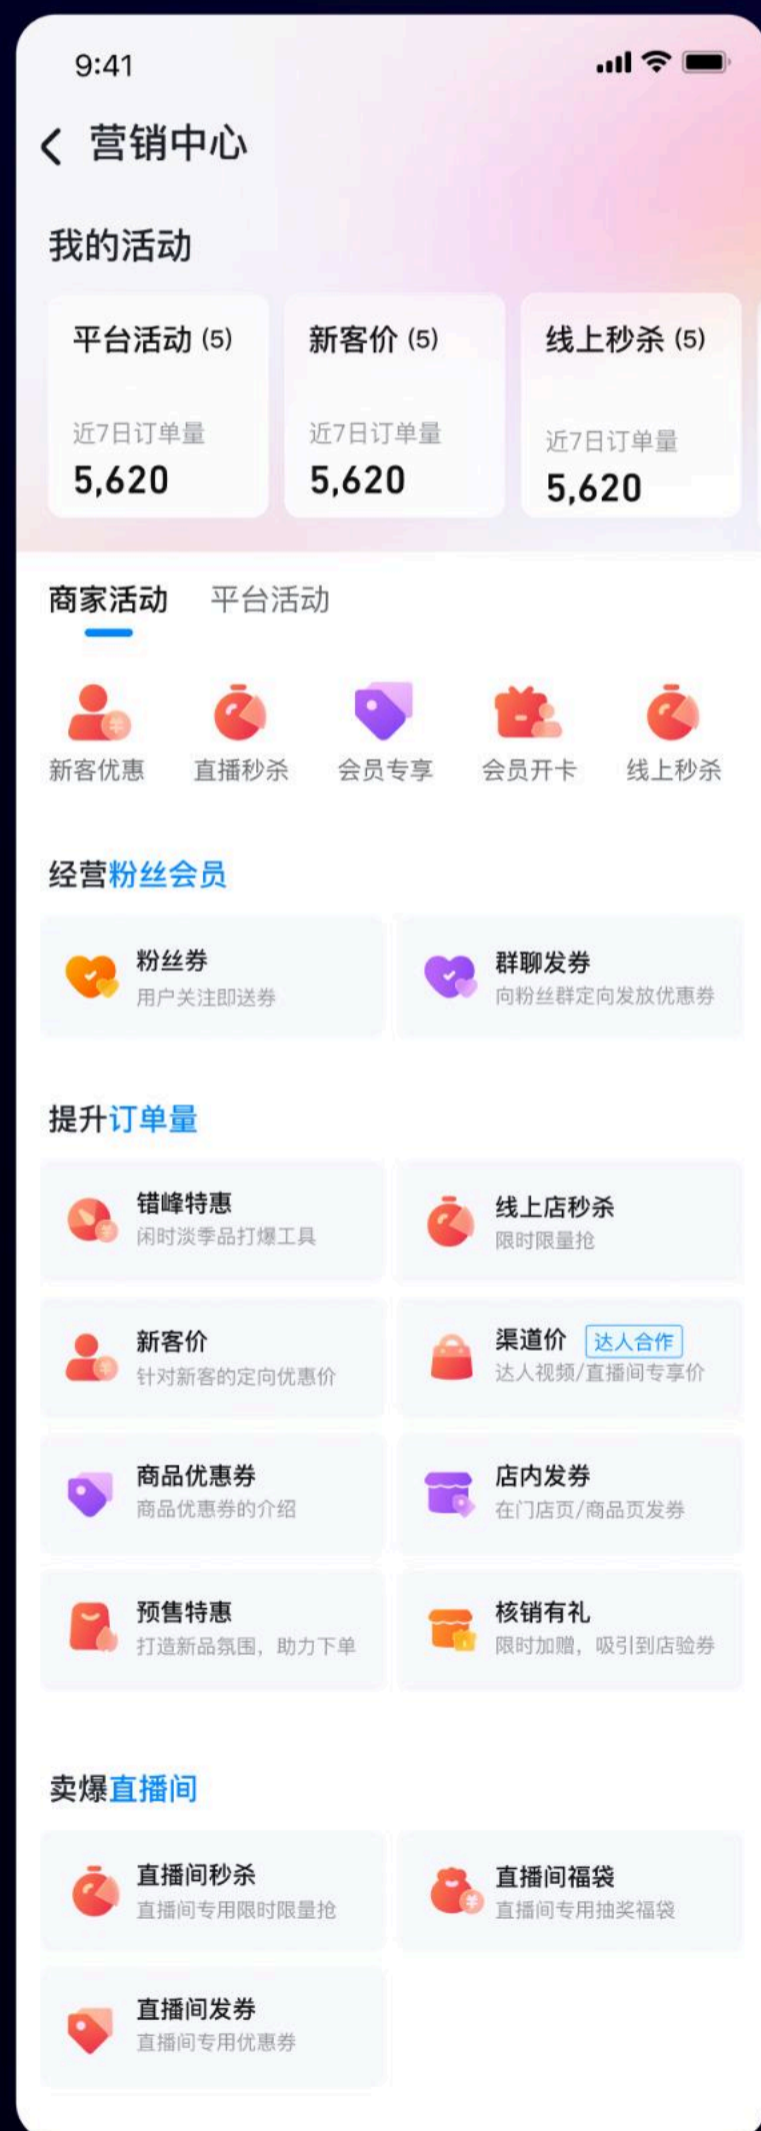 9:41
营销中心
我的活动
平台活动 (5)
近7日订单量
5,620
新客价 (5)
近7日订单量
5,620
线上秒杀 (5)
近7日订单量
5,620
商家活动 平台活动
新客优惠 直播秒杀 会员专享 会员开卡 线上秒杀
经营粉丝会员
粉丝券
用户关注即送券
群聊发券
向粉丝群定向发放优惠券
提升订单量
错峰特惠
闲时淡季品打爆工具
线上店秒杀
限时限量抢
新客价
针对新客的定向优惠价
渠道价 达人合作
达人视频/直播间专享价
商品优惠券
商品优惠券的介绍
店内发券
在门店页/商品页发券
预售特惠
打造新品氛围，助力下单
核销有礼
限时加赠，吸引到店验券
卖爆直播间
直播间秒杀
直播间专用限时限量抢
直播间福袋
直播间专用抽奖福袋
直播间发券
直播间专用优惠券